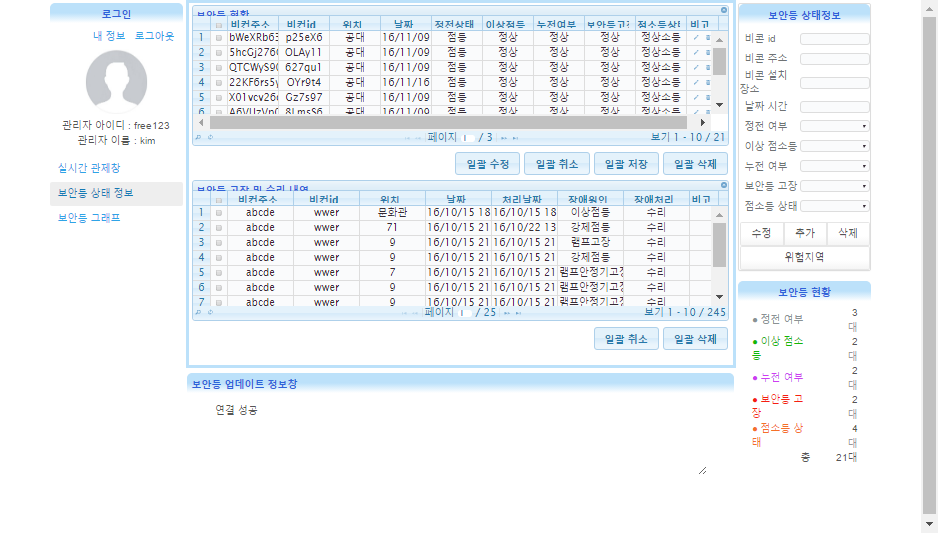 로그인
내 정보 로그아웃
관리자 아이디 : free123
관리자 이름 : kim
실시간 관제창
보안등 상태 정보
보안등 그래프
보안등 현황
비컨주소 비컨id 위치 날짜 정전상태 이상점등 누전여부 보안등고장 점소등상태 비고
1 bWeXRb63 p25eX6 공대 16/11/09 점등 정상 정상 정상 정상소등
2 5hcGj276 OLAy11 공대 16/11/09 점등 정상 정상 정상 정상소등
3 QTCWyS90 627qu1 공대 16/11/09 점등 정상 정상 정상 정상소등
4 22KF6rs5y OYr9t4 공대 16/11/16 점등 정상 정상 정상 정상소등
5 X01vcv26 Gz7s97 공대 16/11/09 점등 정상 정상 정상 정상소등
6 공대 16/11/09 점등 정상 정상 정상 정상소등
페이지 1 / 3 보기 1 - 10 / 21
일괄 수정 일괄 취소 일괄 저장 일괄 삭제
보안등 고장 및 수리 내역
비컨주소 비컨id 위치 날짜 처리날짜 장애원인 장애처리 비고
1 abcde wwer 문화관 16/10/15 18 16/10/15 18 이상점등 수리
2 abcde wwer 71 16/10/15 21 16/10/22 13 강제점등 수리
3 abcde wwer 9 16/10/15 21 16/10/15 21 램프고장 수리
4 abcde wwer 9 16/10/15 21 16/10/15 21 강제점등 수리
5 abcde wwer 7 16/10/15 21 16/10/15 21 램프안정기고장 수리
6 abcde wwer 9 16/10/15 21 16/10/15 21 램프안정기고장 수리
7 abcde wwer 9 16/10/15 21 16/10/15 21 램프안정기고장 수리
페이지 1 / 25 보기 1 - 10 / 245
일괄 취소 일괄 삭제
보안등 업데이트 정보창
연결 성공
보안등 상태정보
비콘 id
비콘 주소
비콘 설치
장소
날짜 시간
정전 여부
이상 점소등
누전 여부
보안등 고장
점소등 상태
수정 추가 삭제
위험지역
보안등 현황
● 정전 여부 3
대
● 이상 점소 2
등 대
● 누전 여부 2
대
● 보안등 고 2
장 대
● 점소등 상 4
태 대
총 21대